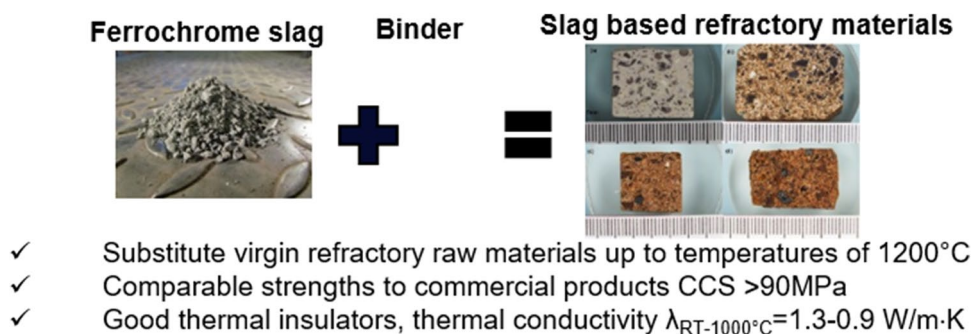 Ferrochrome slag
Binder
Slag based refractory materials
✓ Substitute virgin refractory raw materials up to temperatures of 1200°C
✓ Comparable strengths to commercial products CCS >90MPa
✓ Good thermal insulators, thermal conductivity λRT-1000°C=1.3-0.9 W/m·K